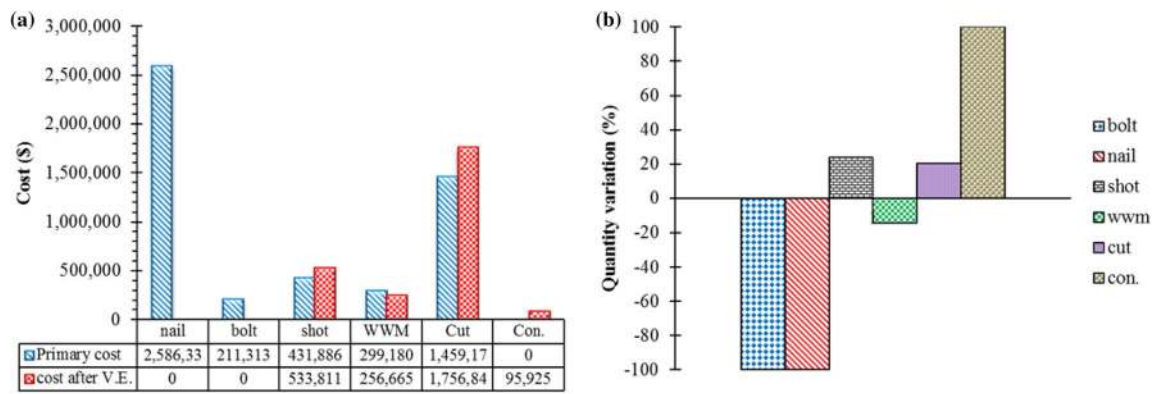 (a)
3,000,000
2,500,000
2,000,000
1,500,000
1,000,000
500,000
0
Cost ($)
nail bolt shot WWM Cut Con.
Primary cost 2,586,33 211,313 431,886 299,180 1,459,17 0
cost after V.E. 0 0 533,811 256,665 1,756,84 95,925
(b)
100
80
60
40
20
0
-20
-40
-60
-80
-100
Quantity variation (%)
bolt
nail
shot
wwm
cut
con.